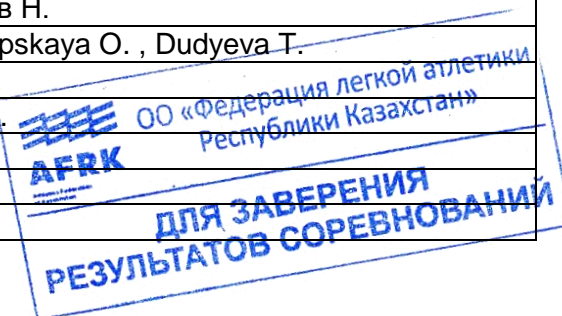 в Н.
pskaya O. , Dudyeva T.
ОО «Федерация легкой атлетики
Республики Казахстан»
AFRK
ДЛЯ ЗАВЕРЕНИЯ
РЕЗУЛЬТАТОВ СОРЕВНОВАНИЙ